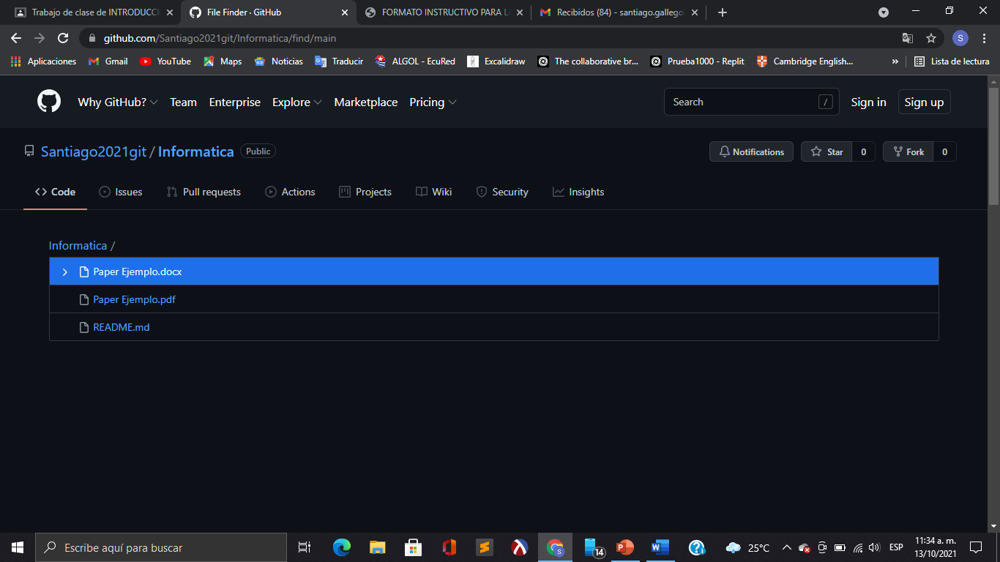 Trabajo de clase de INTRODUCCI
File Finder · GitHub
FORMATO INSTRUCTIVO PARA LA
Recibidos (84) - santiago.gallego
github.com/Santiago2021git/Informatica/find/main
S
Aplicaciones
Gmail
YouTube
Maps
Noticias
Traducir
ALGOL - EcuRed
Excalidraw
The collaborative br...
Prueba1000 - Replit
Cambridge English...
»
Lista de lectura
Why GitHub?
Team
Enterprise
Explore
Marketplace
Pricing
Search
/
Sign in
Sign up
Santiago2021git / Informatica
Public
Notifications
Star
0
Fork
0
Code
Issues
Pull requests
Actions
Projects
Wiki
Security
Insights
Informatica /
Paper Ejemplo.docx
Paper Ejemplo.pdf
README.md
Escribe aquí para buscar
S
14
25°C
ESP
11:34 a. m.
13/10/2021